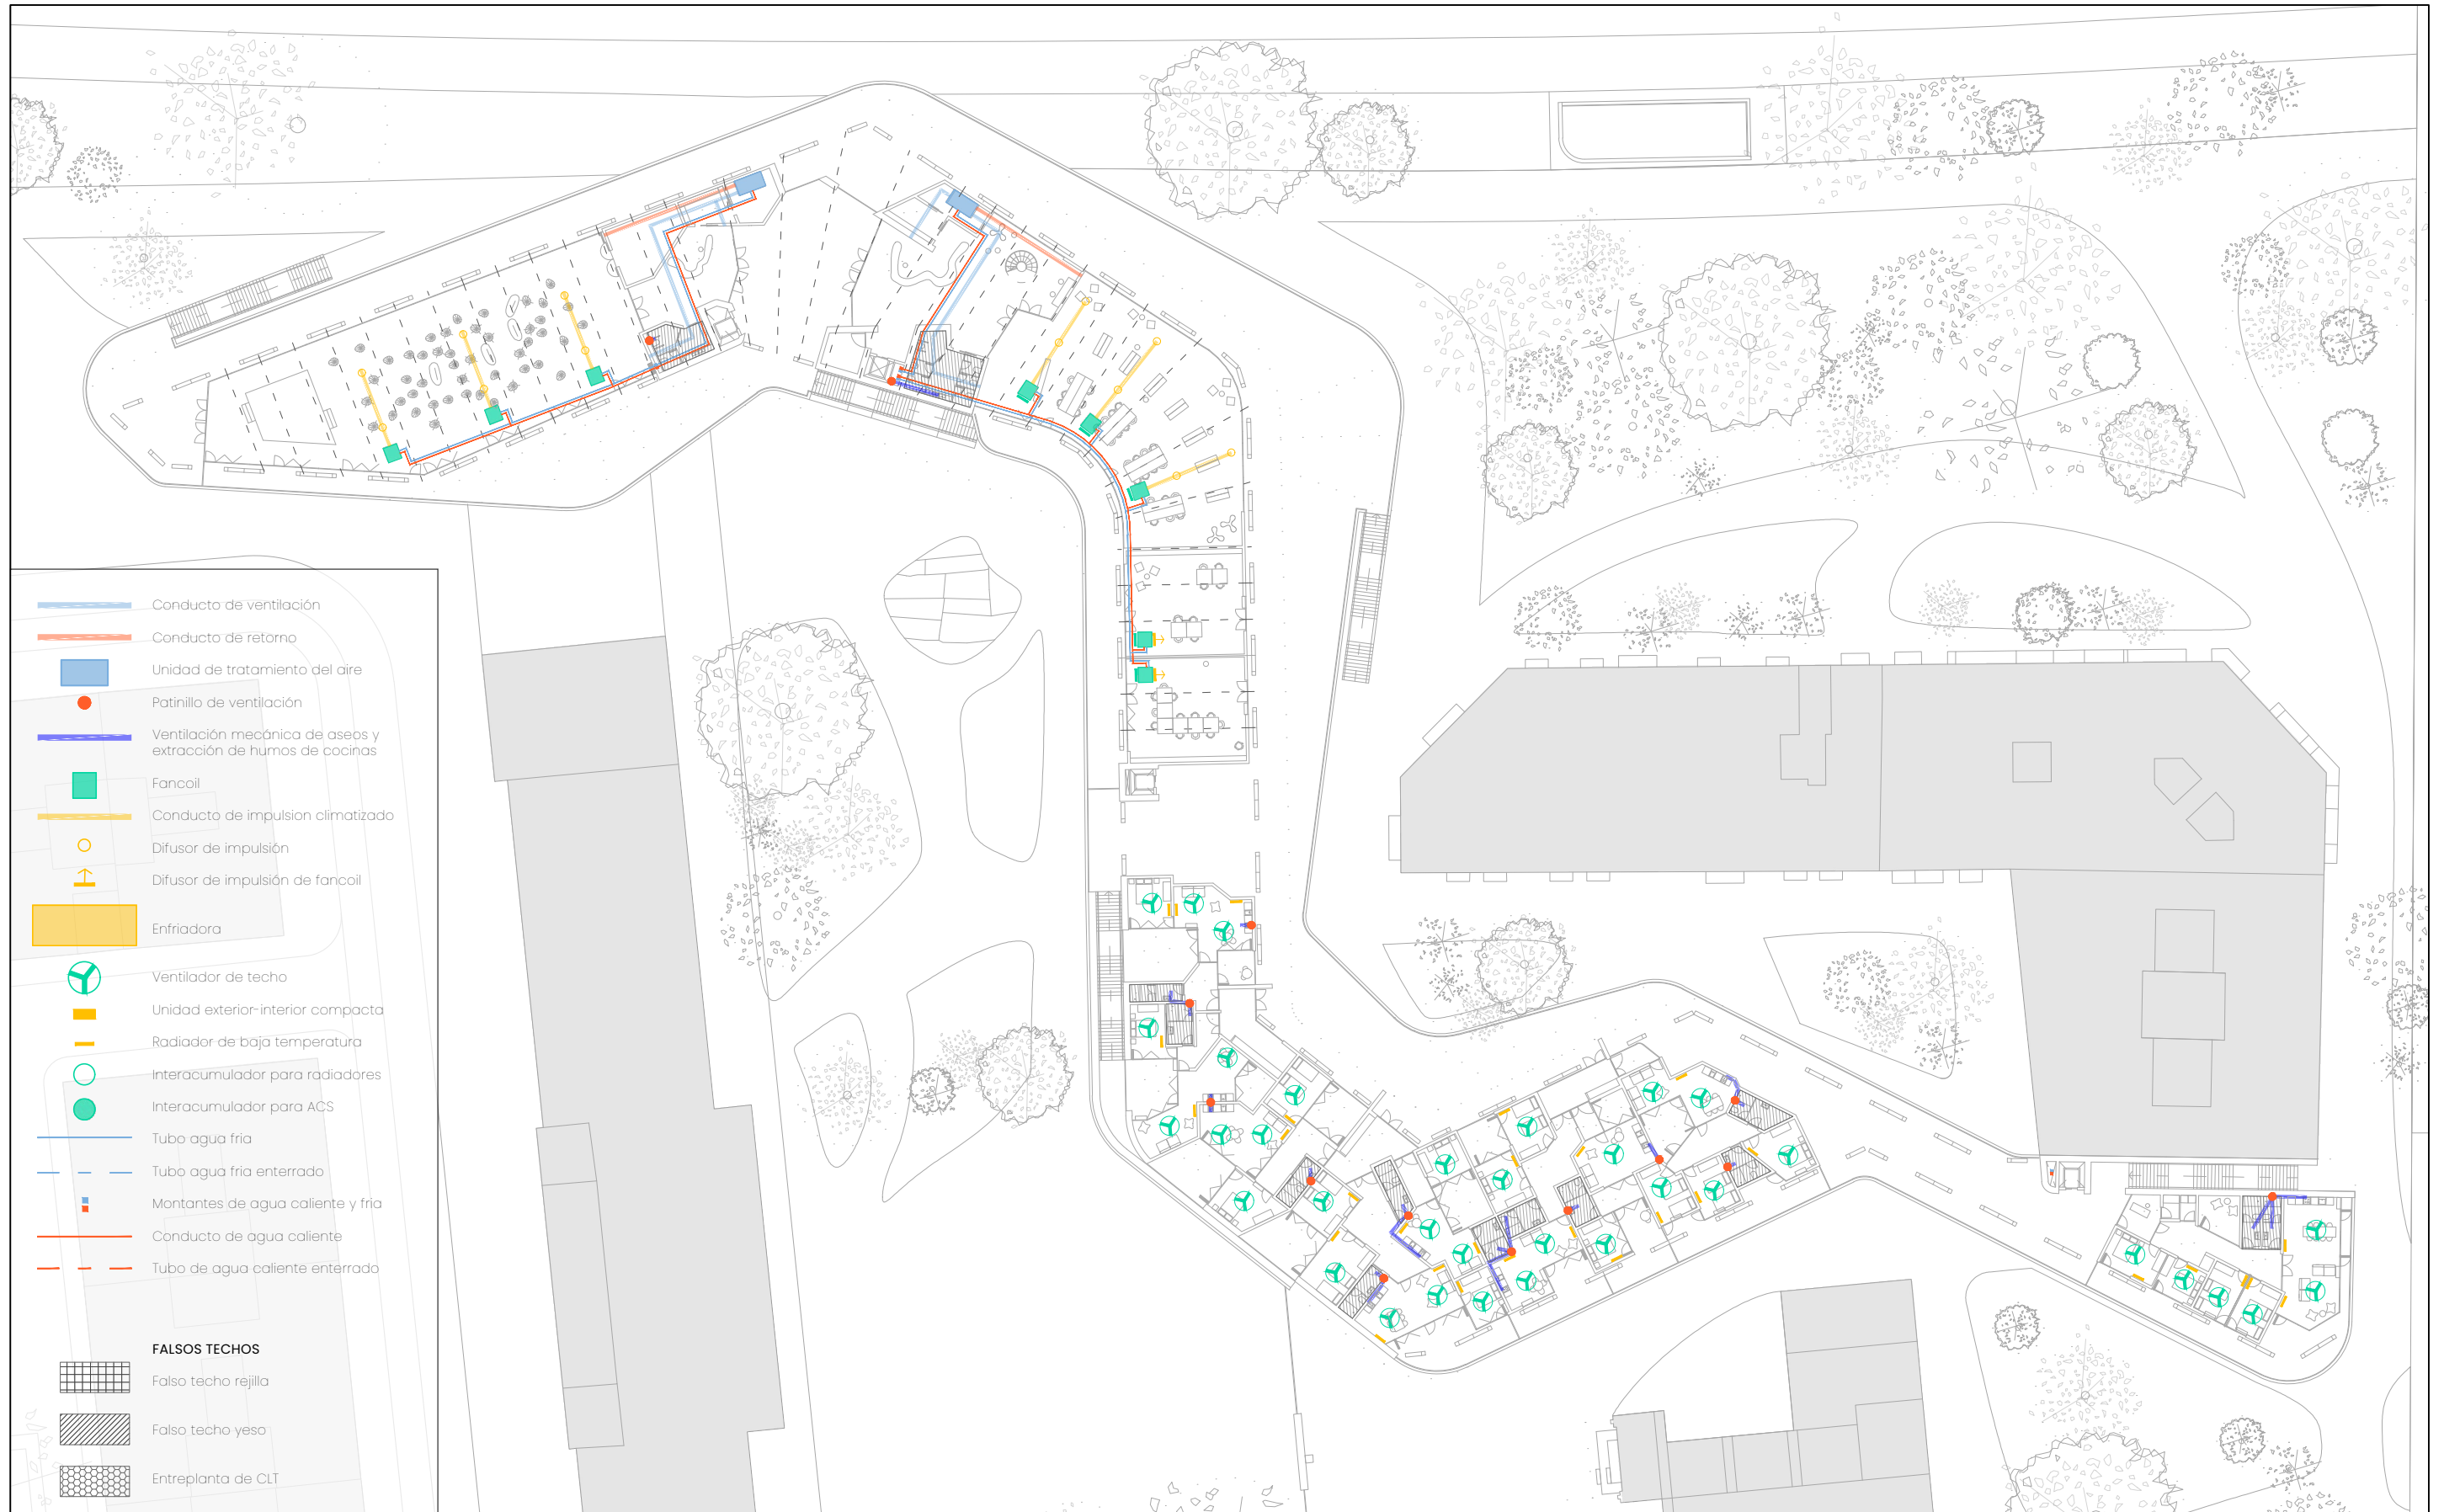 Conducto de ventilación
Conducto de retorno
Unidad de tratamiento del aire
Patinillo de ventilación
Ventilación mecánica de aseos y
extracción de humos de cocinas
Fancoil
Conducto de impulsion climatizado
Difusor de impulsión
Difusor de impulsión de fancoil
Enfriadora
Ventilador de techo
Unidad exterior-interior compacta
Radiador de baja temperatura
Interacumulador para radiadores
Interacumulador para ACS
Tubo agua fria
Tubo agua fria enterrado
Montantes de agua caliente y fria
Conducto de agua caliente
Tubo de agua caliente enterrado
FALSOS TECHOS
Falso techo rejilla
Falso techo yeso
Entreplanta de CLT